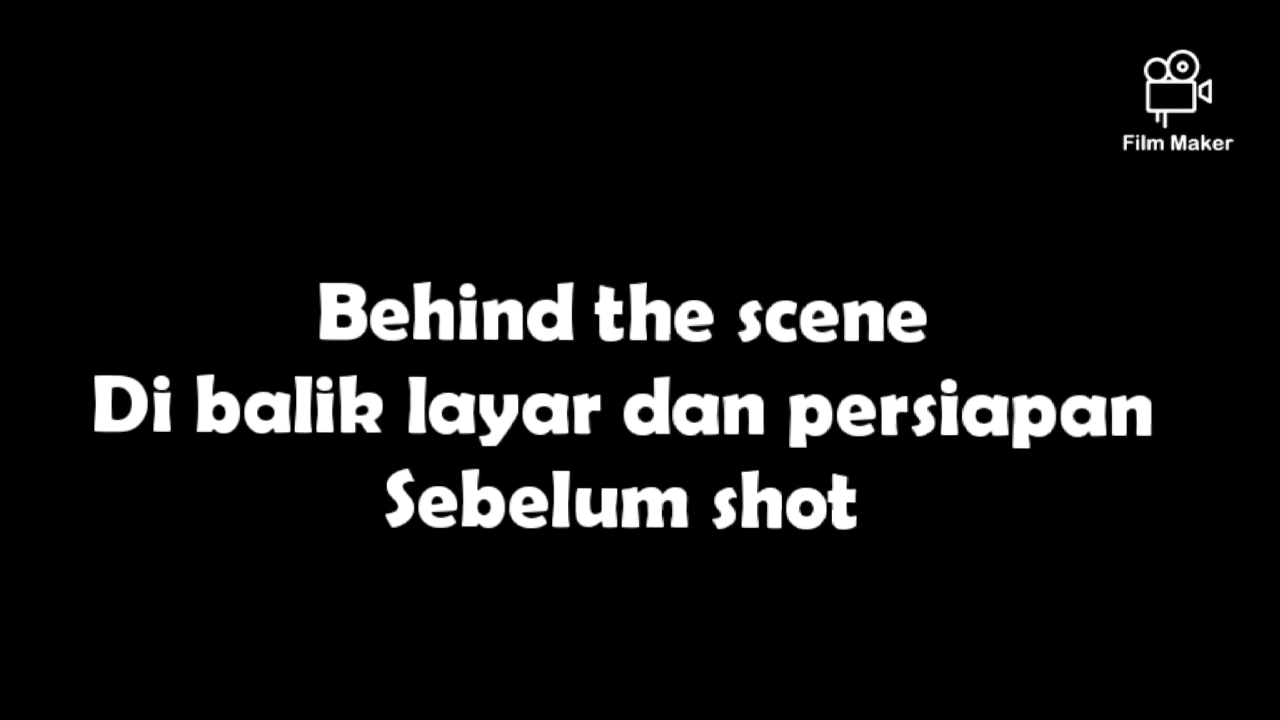 Film Maker
Behind the scene
Di balik layar dan persiapan
Sebelum shot